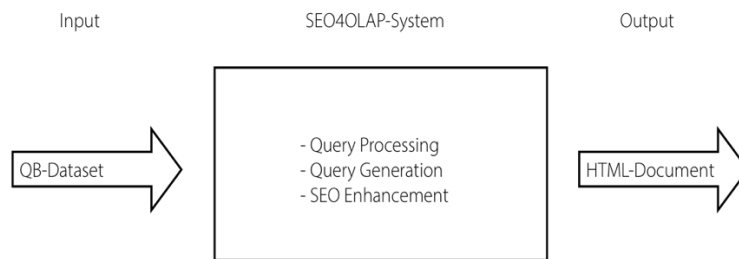 Input
SEO4OLAP-System
Output
QB-Dataset
- Query Processing
- Query Generation
- SEO Enhancement
HTML-Document